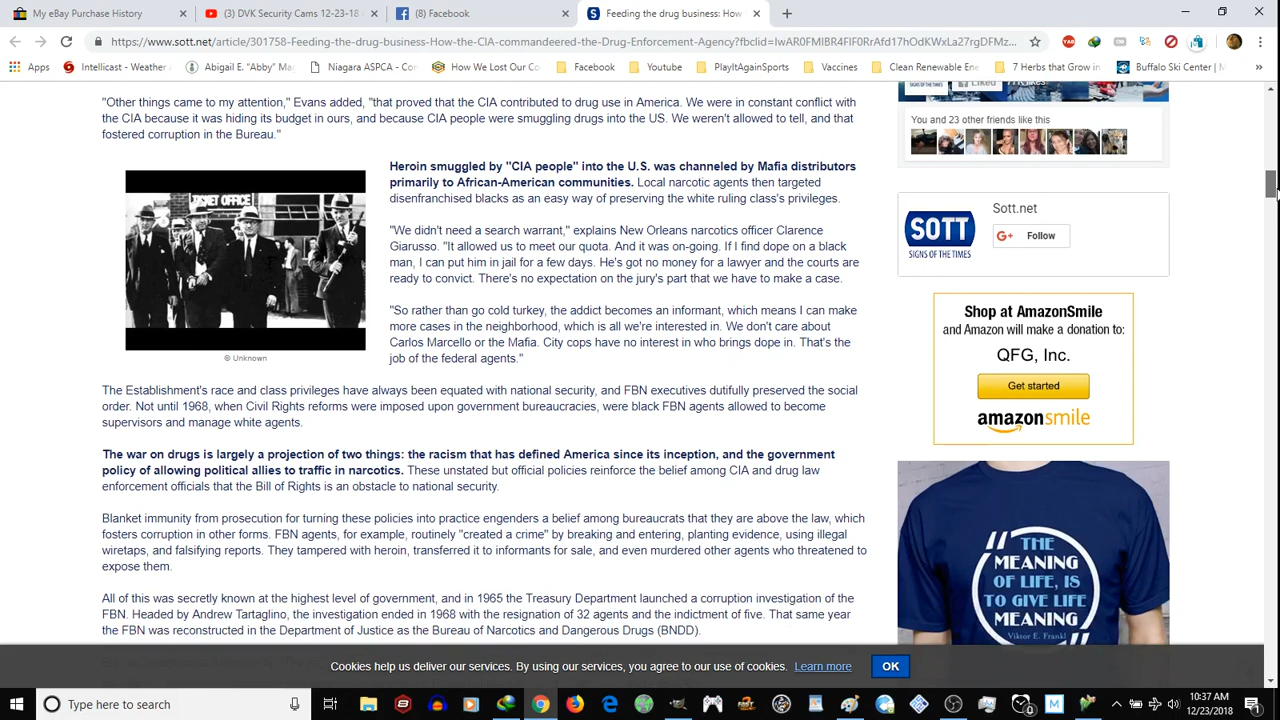 My eBay Purchase History
(3) DVK Security Cams 12-23-18
(8) Facebook
Feeding the drug business: How
https://www.sott.net/article/301758-Feeding-the-drug-business-How-the-CIA-commandeered-the-Drug-Enforcement-Agency?fbclid=IwAR0FMIBR4FIF0RrAfd17hOdKWxLa27rgDFMz...
Apps
Intellicast - Weather
Abigail E. "Abby" Ma
Niagara ASPCA - Cor
How We Lost Our Co
Facebook
Youtube
PlayItAgainSports
Vaccines
Clean Renewable Ene
7 Herbs that Grow in
Buffalo Ski Center | M
"Other things came to my attention," Evans added, "that proved that the CIA contributed to drug use in America. We were in constant conflict with
the CIA because it was hiding its budget in ours, and because CIA people were smuggling drugs into the US. We weren't allowed to tell, and that
fostered corruption in the Bureau."
TICKET OFFICE
© Unknown
Heroin smuggled by "CIA people" into the U.S. was channeled by Mafia distributors
primarily to African-American communities. Local narcotic agents then targeted
disenfranchised blacks as an easy way of preserving the white ruling class's privileges.
"We didn't need a search warrant," explains New Orleans narcotics officer Clarence
Giarusso. "It allowed us to meet our quota. And it was on-going. If I find dope on a black
man, I can put him in jail for a few days. He's got no money for a lawyer and the courts are
ready to convict. There's no expectation on the jury's part that we have to make a case.
"So rather than go cold turkey, the addict becomes an informant, which means I can make
more cases in the neighborhood, which is all we're interested in. We don't care about
Carlos Marcello or the Mafia. City cops have no interest in who brings dope in. That's the
job of the federal agents."
The Establishment's race and class privileges have always been equated with national security, and FBN executives dutifully preserved the social
order. Not until 1968, when Civil Rights reforms were imposed upon government bureaucracies, were black FBN agents allowed to become
supervisors and manage white agents.
The war on drugs is largely a projection of two things: the racism that has defined America since its inception, and the government
policy of allowing political allies to traffic in narcotics. These unstated but official policies reinforce the belief among CIA and drug law
enforcement officials that the Bill of Rights is an obstacle to national security.
Blanket immunity from prosecution for turning these policies into practice engenders a belief among bureaucrats that they are above the law, which
fosters corruption in other forms. FBN agents, for example, routinely "created a crime" by breaking and entering, planting evidence, using illegal
wiretaps, and falsifying reports. They tampered with heroin, transferred it to informants for sale, and even murdered other agents who threatened to
expose them.
All of this was secretly known at the highest level of government, and in 1965 the Treasury Department launched a corruption investigation of the
FBN. Headed by Andrew Tartaglino, the investigation ended in 1968 with the resignation of 32 agents and the indictment of five. That same year
the FBN was reconstructed in the Department of Justice as the Bureau of Narcotics and Dangerous Drugs (BNDD).
Liked
You and 23 other friends like this
SOTT
SIGNS OF THE TIMES
Sott.net
G+ Follow
Shop at AmazonSmile
and Amazon will make a donation to:
QFG, Inc.
Get started
amazonsmile
"THE
MEANING
OF LIFE, IS
TO GIVE LIFE
MEANING"
Viktor E. Frankl
Cookies help us deliver our services. By using our services, you agree to our use of cookies. Learn more
OK
Type here to search
10:37 AM
12/23/2018